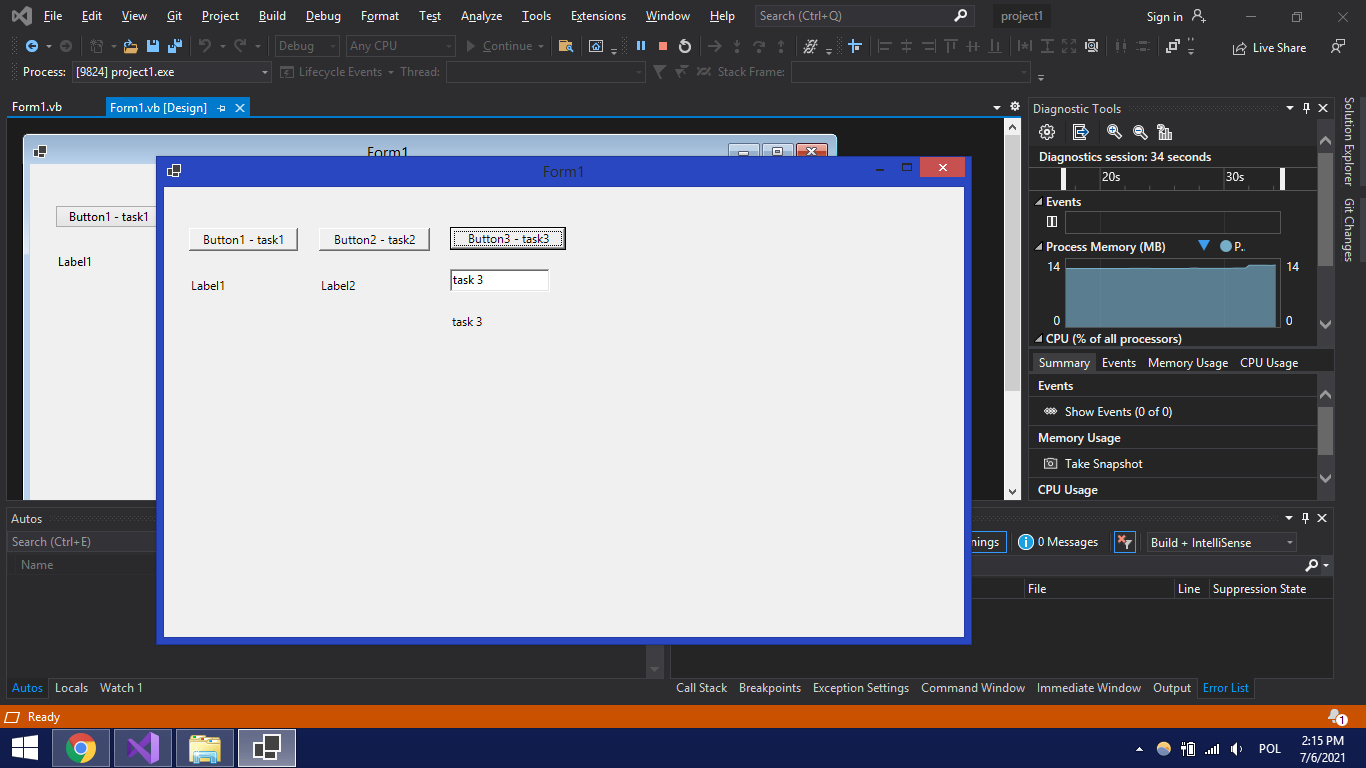 File Edit View Git Project Build Debug Format Test Analyze Tools Extensions Window Help Search (Ctrl+Q) project1 Sign in
Debug Any CPU Continue Live Share
Process: [9824] project1.exe Lifecycle Events Thread: Stack Frame:
Form1.vb Form1.vb [Design]
Form1
Button1 - task1
Label1
Form1
Button1 - task1 Button2 - task2 Button3 - task3
Label1 Label2 task 3
task 3
Diagnostic Tools
Diagnostics session: 34 seconds
20s 30s
Events
Process Memory (MB) P..
14 14
0 0
CPU (% of all processors)
Summary Events Memory Usage CPU Usage
Events
Show Events (0 of 0)
Memory Usage
Take Snapshot
CPU Usage
Solution Explorer
Git Changes
Autos
Search (Ctrl+E)
Name
0 Messages Build + IntelliSense
File Line Suppression State
Autos Locals Watch 1
Call Stack Breakpoints Exception Settings Command Window Immediate Window Output Error List
Ready 1
POL 2:15 PM
7/6/2021